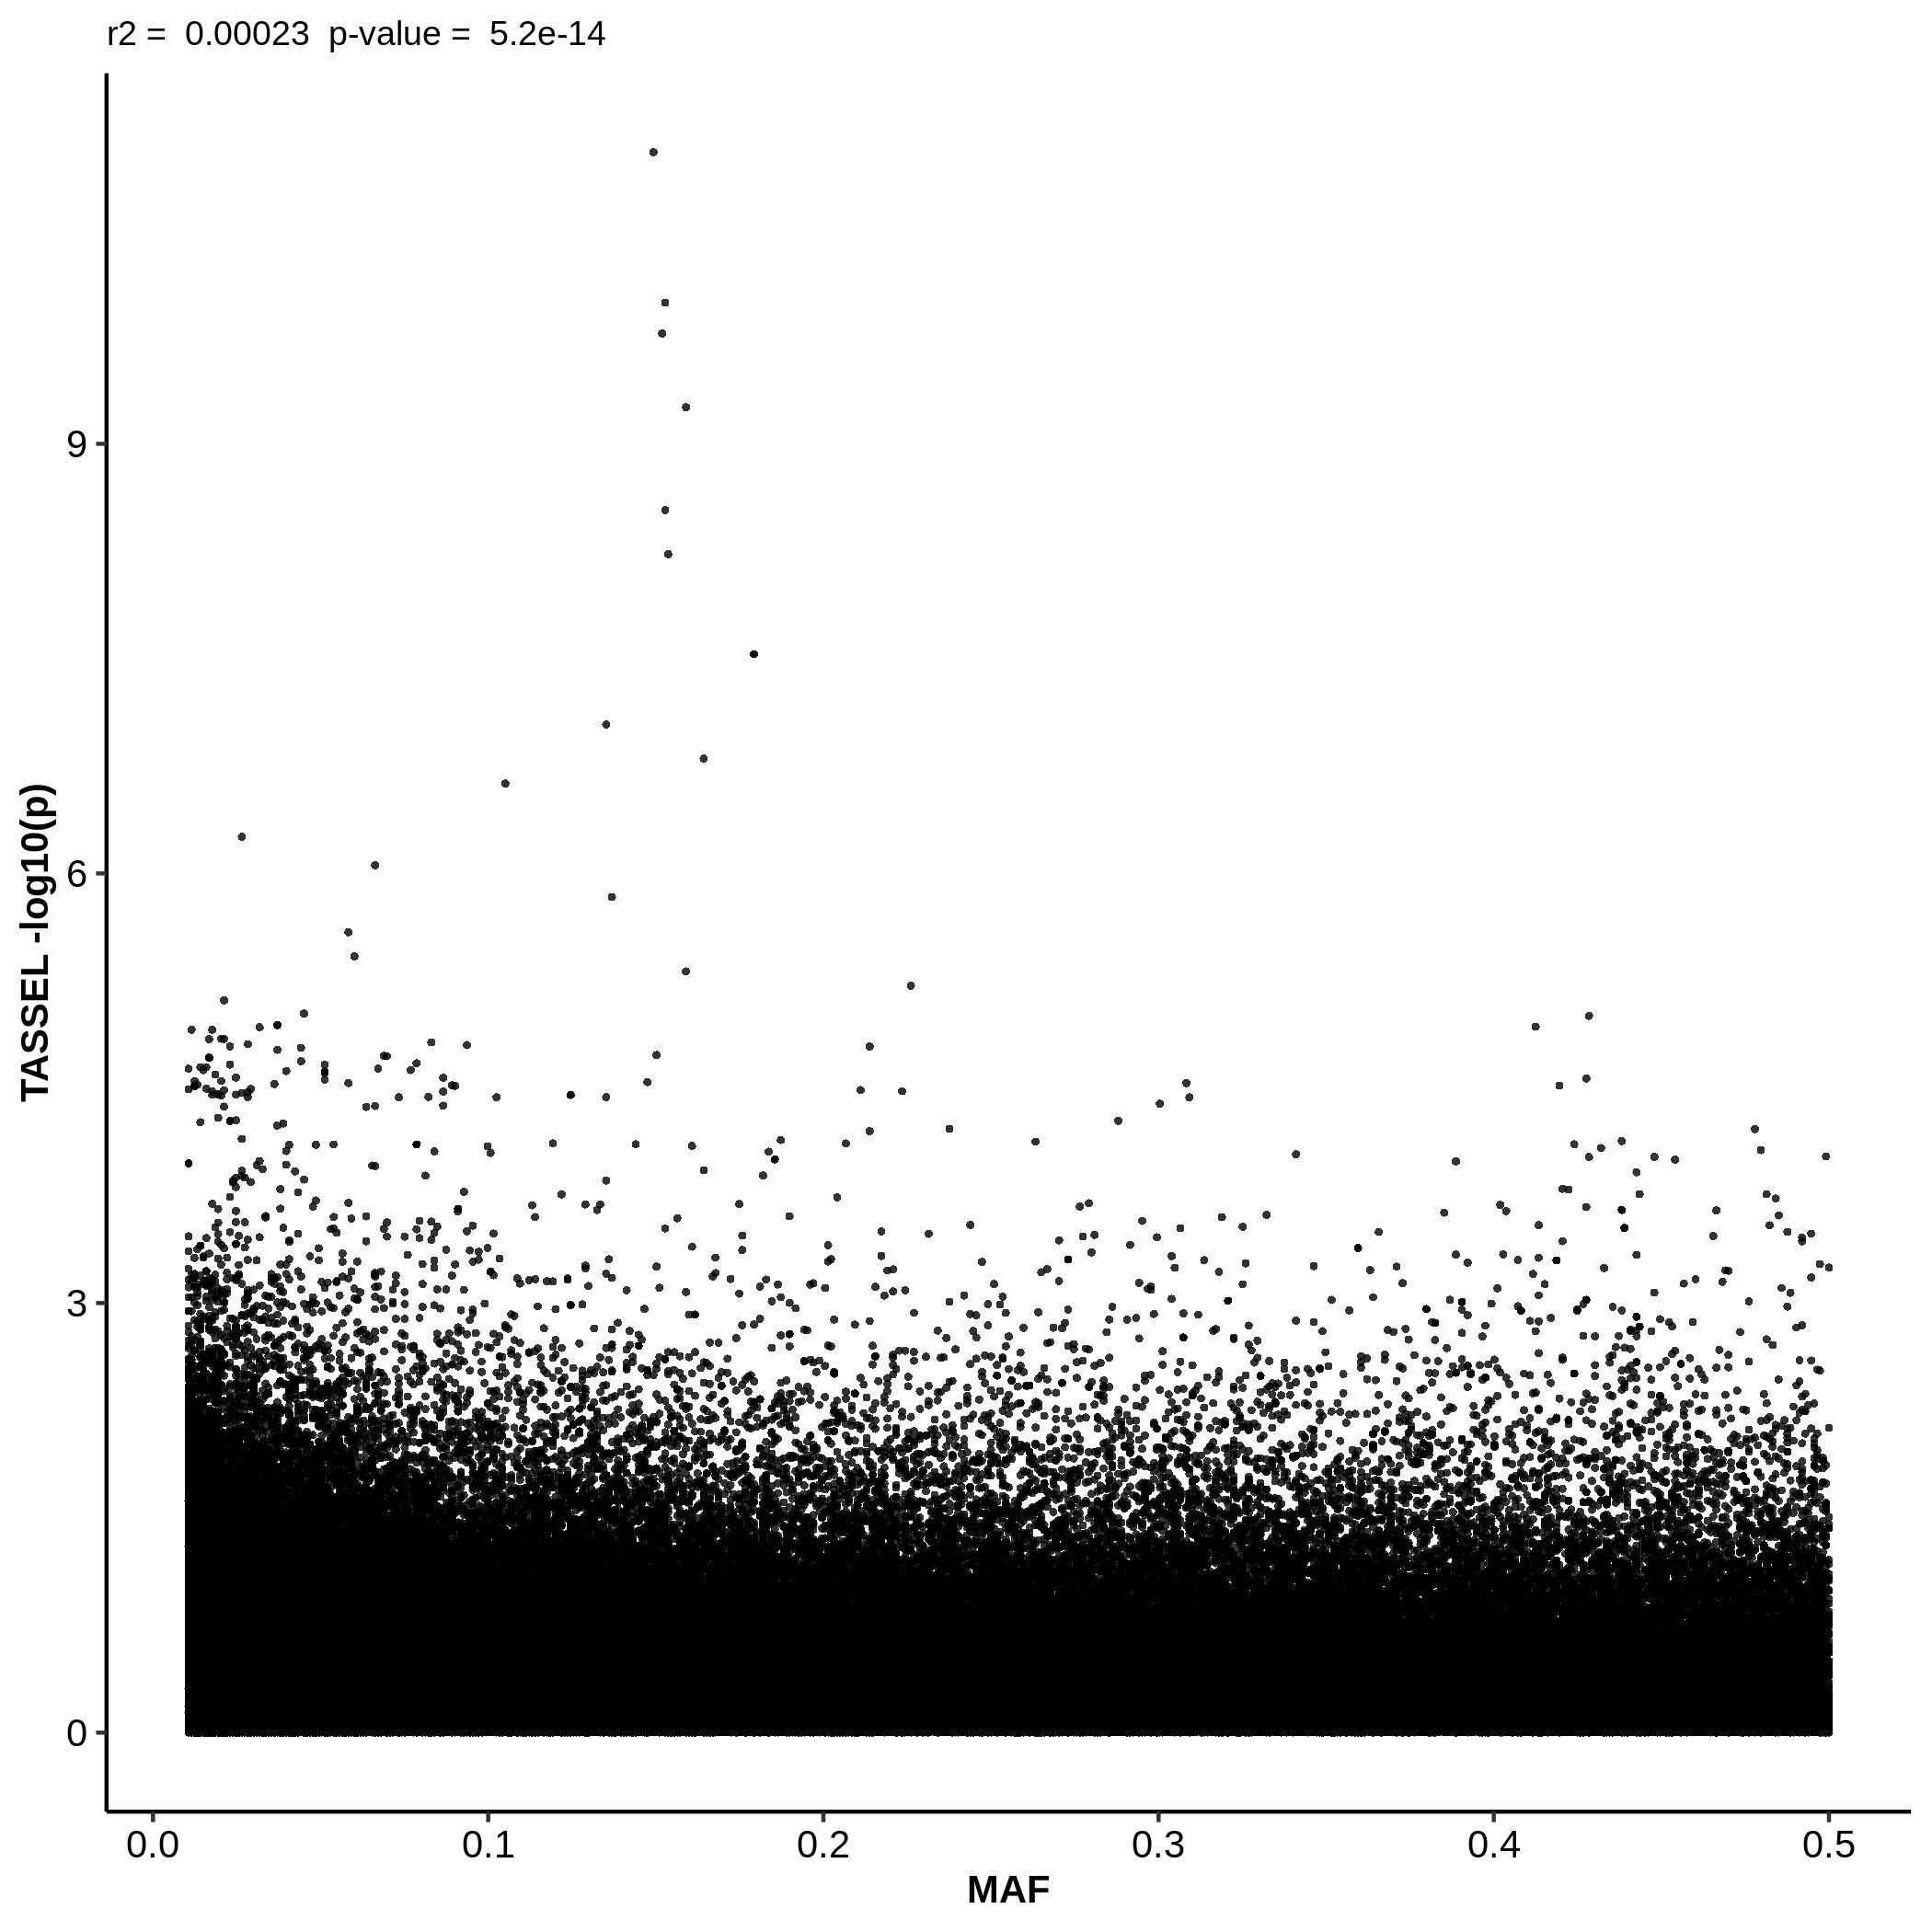 r2 =  0.00023  p-value =  5.2e-14
TASSEL -log10(p)
9
6
3
0
0.0 0.1 0.2 0.3 0.4 0.5
MAF